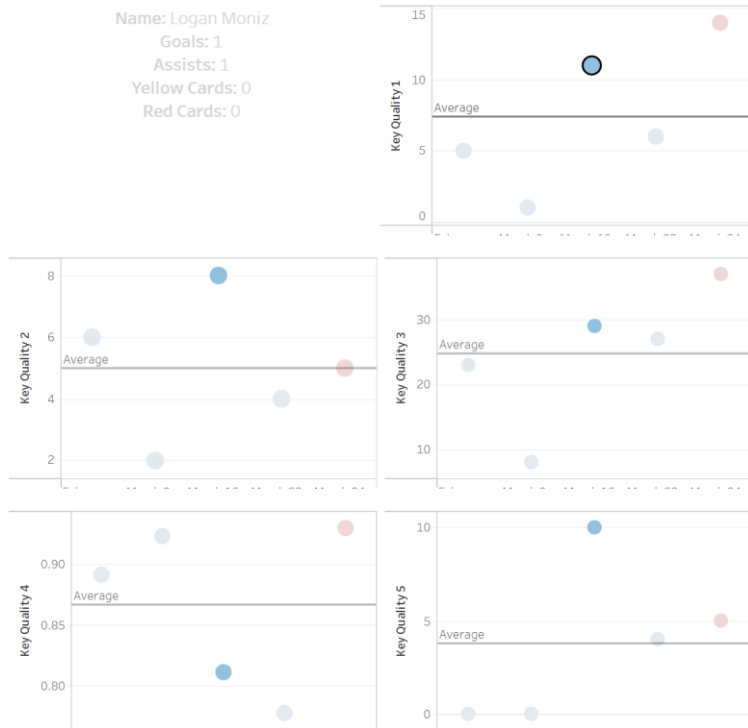 Name: Logan Moniz
Goals: 1
Assists: 1
Yellow Cards: 0
Red Cards: 0
Key Quality 1
15
10
Average
5
0
Key Quality 2
8
6
Average
4
2
Key Quality 3
30
Average
20
10
Key Quality 4
0.90
Average
0.85
0.80
Key Quality 5
10
5
Average
0